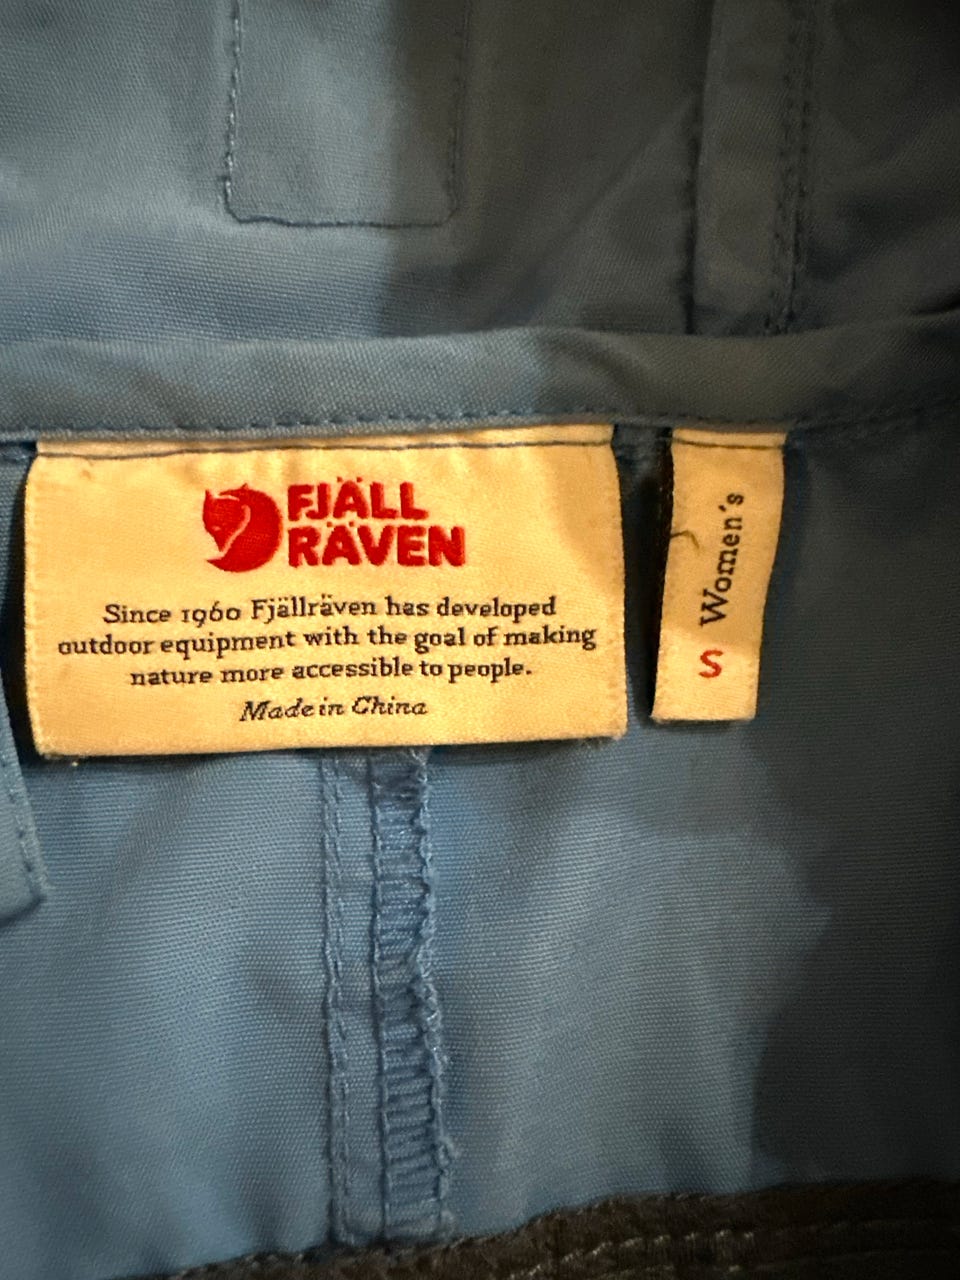 FJÄLL
RÄVEN
Since 1960 Fjällräven has developed
outdoor equipment with the goal of making
nature more accessible to people.
Made in China
Women's
S